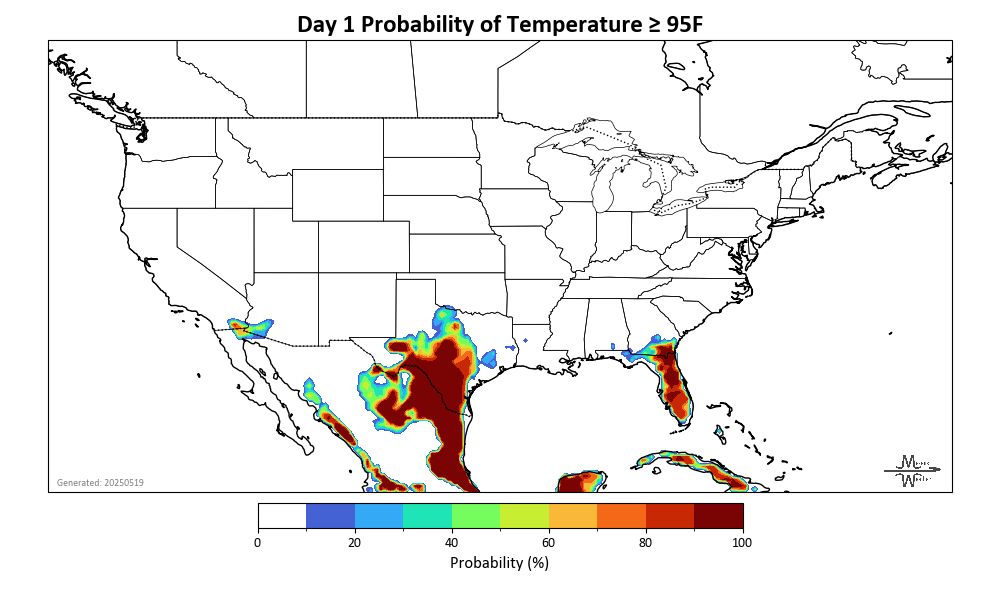 Day 1 Probability of Temperature ≥ 95F
Generated: 20250519
0 20 40 60 80 100
Probability (%)